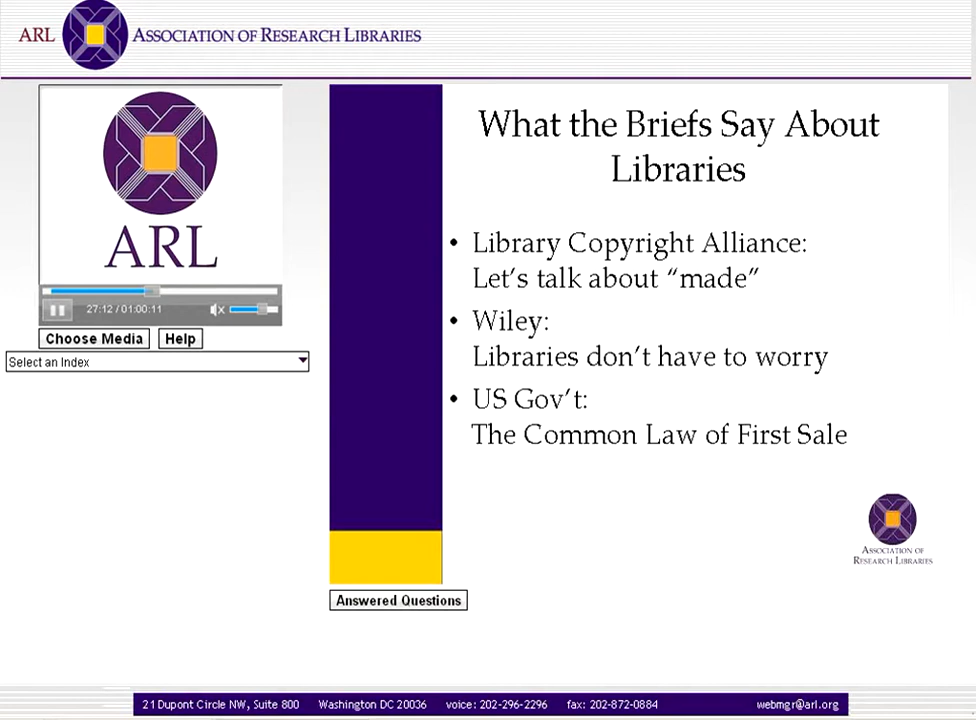 ARL ASSOCIATION OF RESEARCH LIBRARIES
ARL
27:12 / 01:00:11
Choose Media Help
Select an Index
What the Briefs Say About
Libraries
• Library Copyright Alliance:
Let's talk about “made”
• Wiley:
Libraries don't have to worry
• US Gov't:
The Common Law of First Sale
ASSOCIATION OF
RESEARCH LIBRARIES
Answered Questions
21 Dupont Circle NW, Suite 800 Washington DC 20036 voice: 202-296-2296 fax: 202-872-0884 webmgr@arl.org